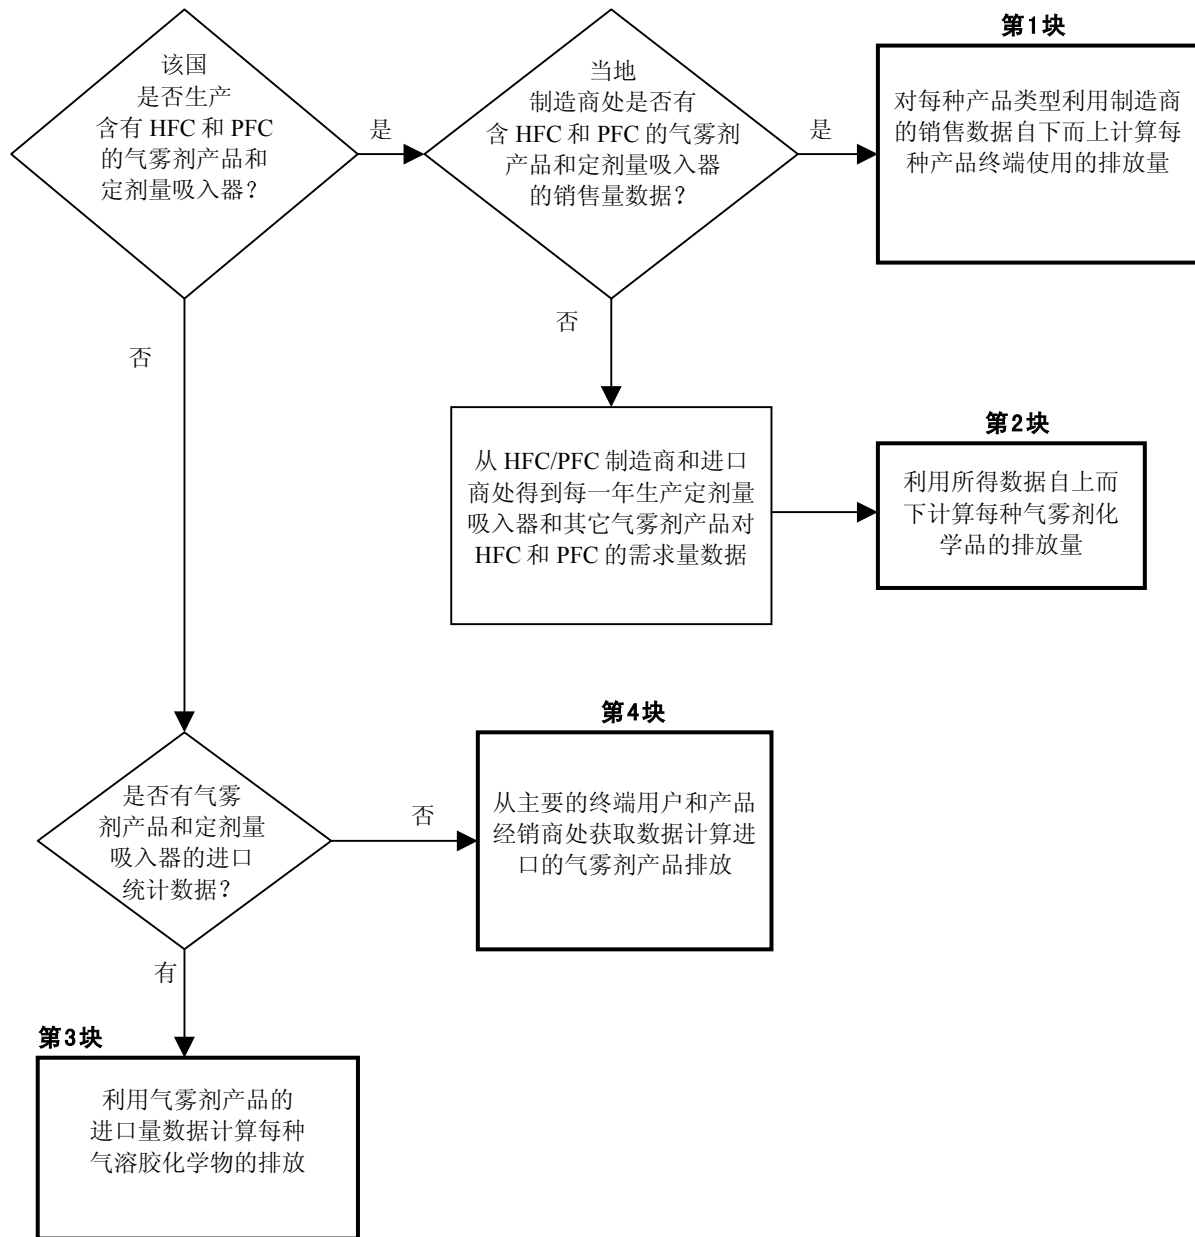 第1块
该国
是否生产
含有 HFC 和 PFC
的气雾剂产品和
定剂量吸入器？
是
当地
制造商处是否有
含 HFC 和 PFC 的气雾剂
产品和定剂量吸入器
的销售量数据？
是
对每种产品类型利用制造商
的销售数据自下而上计算每
种产品终端使用的排放量
否
否
第2块
从 HFC/PFC 制造商和进口
商处得到每一年生产定剂量
吸入器和其它气雾剂产品对
HFC 和 PFC 的需求量数据
利用所得数据自上而
下计算每种气雾剂化
学品的排放量
第4块
是否有气雾
剂产品和定剂量
吸入器的进口
统计数据？
否
从主要的终端用户和产品
经销商处获取数据计算进
口的气雾剂产品排放
有
第3块
利用气雾剂产品的
进口量数据计算每种
气溶胶化学物的排放